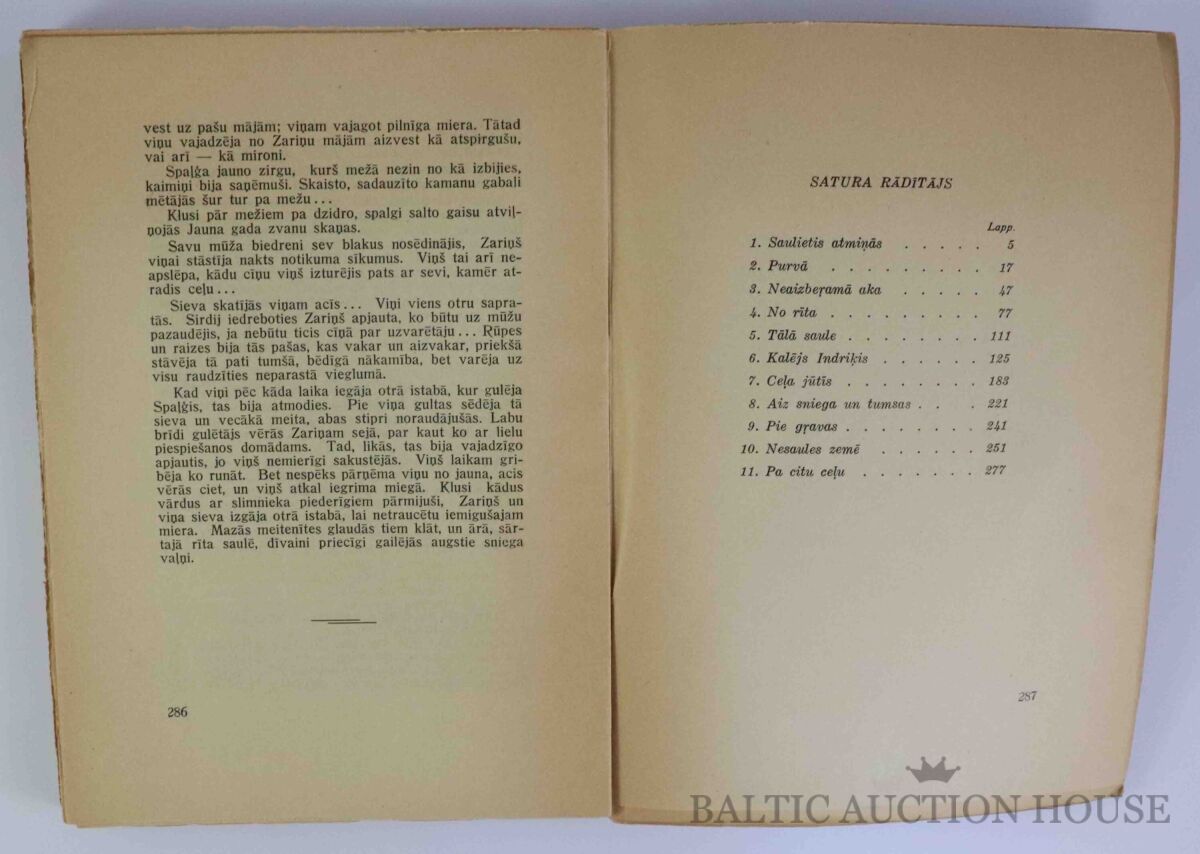 vest uz pašu mājām; viņam vajagot pilnīga miera. Tātad
viņu vajadzēja no Zariņu mājām aizvest kā atspirgušu,
vai arī — kā mironi.
Spaļģa jauno zirgu, kurš mežā nezin no kā izbijies,
kaimiņi bija saņēmuši. Skaisto, sadauzīto kamanu gabali
mētājās šur tur pa mežu...
Klusi pār mežiem pa dzidro, spalgi salto gaisu atviļ-
ņojās Jauna gada zvanu skaņas.
Savu mūža biedreni sev blakus nosēdinājis, Zariņš
viņai stāstīja nakts notikuma sīkumus. Viņš tai arī ne-
apslēpa, kādu cīņu viņš izturējis pats ar sevi, kamēr at-
radis ceļu...
Sieva skatījās viņam acīs... Viņi viens otru sapra-
tās. Sirdij iedreboties Zariņš apjauta, ko būtu uz mūžu
pazaudējis, ja nebūtu ticis cīņā par uzvarētāju... Rūpes
un raizes bija tās pašas, kas vakar un aizvakar, priekšā
stāvēja tā pati tumšā, bēdīgā nākamība, bet varēja uz
visu raudzīties neparastā vieglumā.
Kad viņi pēc kāda laika iegāja otrā istabā, kur gulēja
Spaļģis, tas bija atmodies. Pie viņa gultas sēdēja tā
sieva un vecākā meita, abas stipri noraudājušās. Labu
brīdi gulētājs vērās Zariņam sejā, par kaut ko ar lielu
piespiešanos domādams. Tad, likās, tas bija vajadzīgo
apjautis, jo viņš nemierīgi sakustējās. Viņš laikam gri-
bēja ko runāt. Bet nespēks pārņēma viņu no jauna, acis
vērās ciet, un viņš atkal iegrima miegā. Klusi kādus
vārdus ar slimnieka piederīgiem pārmijuši, Zariņš un
viņa sieva izgāja otrā istabā, lai netraucētu iemigušajam
miera. Mazās meitenītes glaudās tiem klāt, un ārā, sār-
tajā rīta saulē, dīvaini priecīgi gailējās augstie sniega
vaļņi.
286
SATURA RĀDĪTĀJS
Lapp.
1. Saulietis atmiņās . . . . . 5
2. Purvā . . . . . . . . . 17
3. Neaizbeŗamā aka . . . . . 47
4. No rīta . . . . . . . . . 77
5. Tālā saule . . . . . . . . 111
6. Kalējs Indriķis . . . . . . 125
7. Ceļa jūtīs . . . . . . . . 183
8. Aiz sniega un tumsas . . . 221
9. Pie gŗavas . . . . . . . . 241
10. Nesaules zemē . . . . . . 251
11. Pa citu ceļu . . . . . . . 277
287
BALTIC AUCTION HOUSE